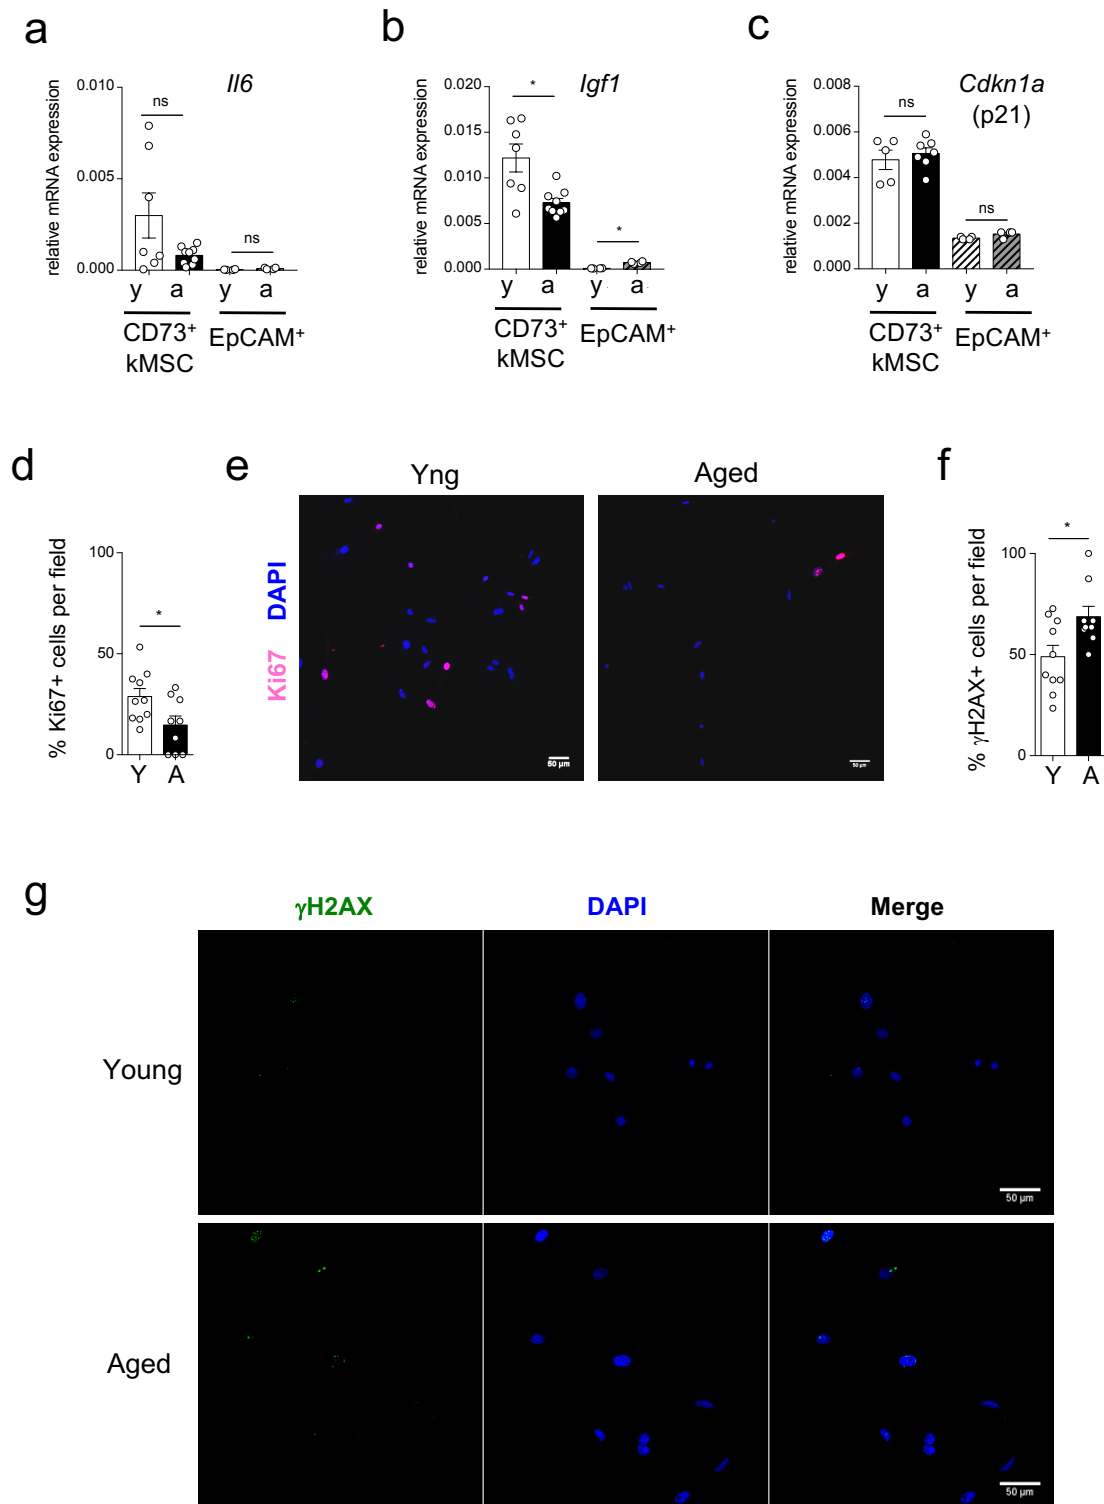 a
Il6
relative mRNA expression
0.010
0.005
0.000
ns
ns
y a y a
CD73+
kMSC
EpCAM+
b
Igf1
relative mRNA expression
0.020
0.015
0.010
0.005
0.000
*
*
y a y a
CD73+
kMSC
EpCAM+
c
Cdkn1a
(p21)
relative mRNA expression
0.008
0.006
0.004
0.002
0.000
ns
ns
y a y a
CD73+
kMSC
EpCAM+
d
% Ki67+ cells per field
100
50
0
*
Y A
e
Yng Aged
Ki67 DAPI
50 µm
50 µm
f
% γH2AX+ cells per field
100
50
0
*
Y A
g
γH2AX DAPI Merge
Young
50 µm
Aged
50 µm